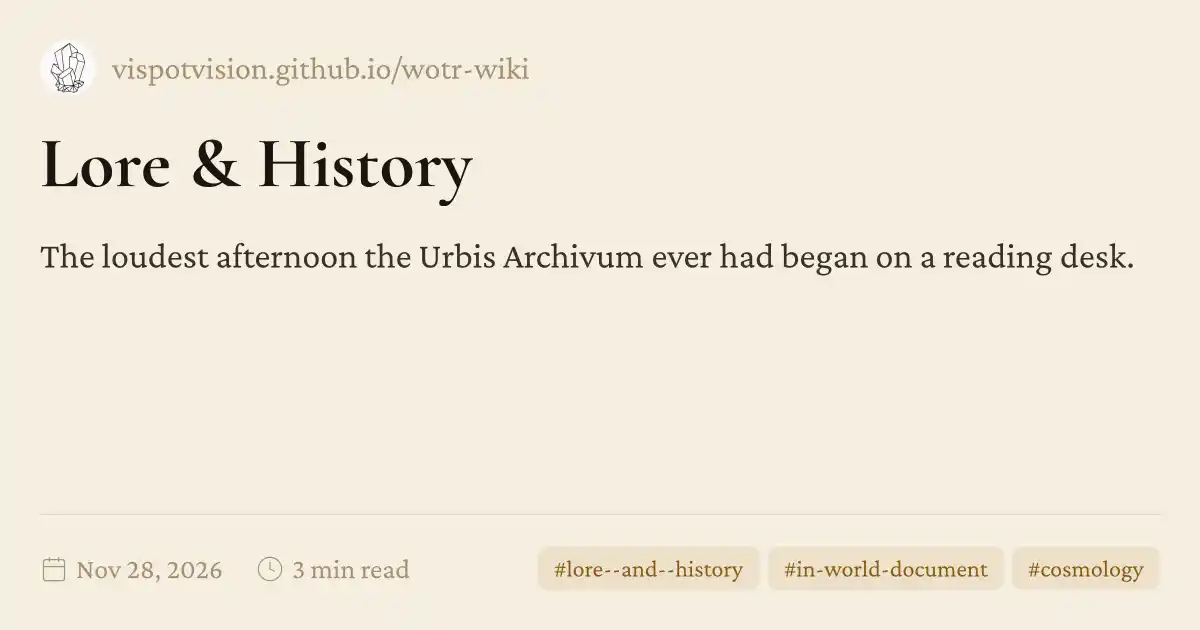 vispotvision.github.io/wotr-wiki
Lore & History
The loudest afternoon the Urbis Archivum ever had began on a reading desk.
Nov 28, 2026
3 min read
#lore--and--history
#in-world-document
#cosmology